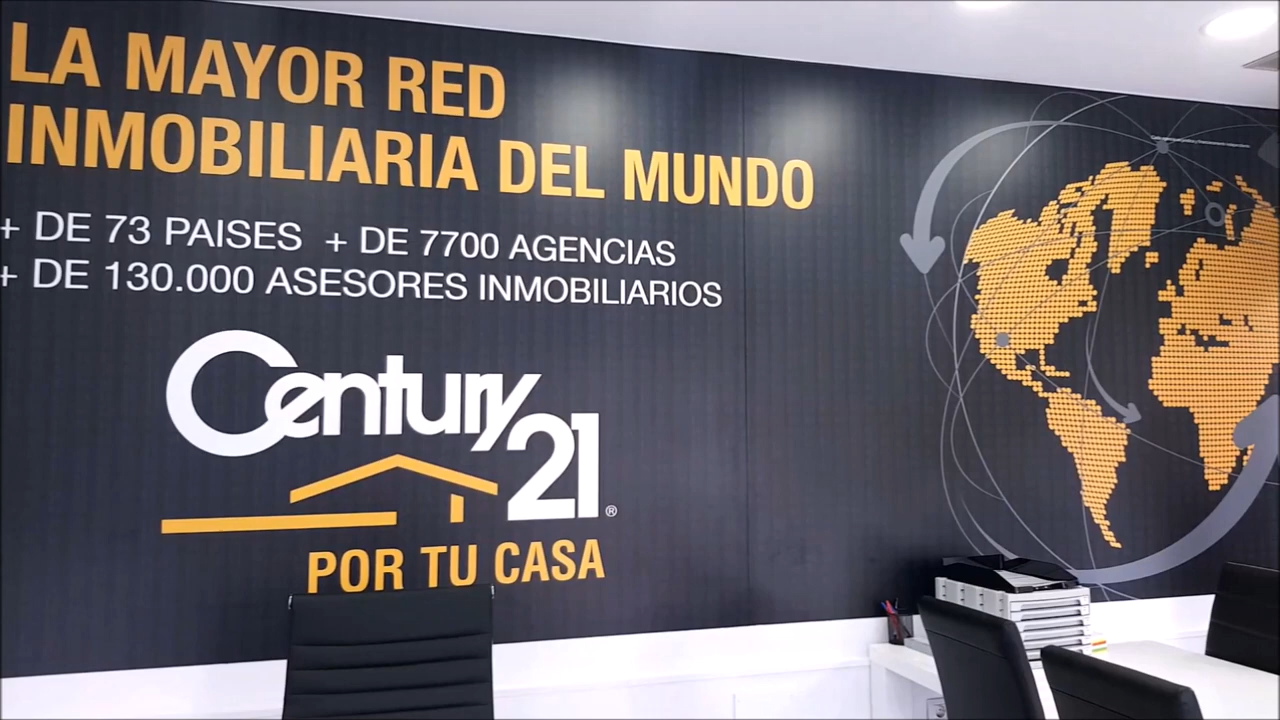 LA MAYOR RED
INMOBILIARIA DEL MUNDO
+ DE 73 PAISES + DE 7700 AGENCIAS
+ DE 130.000 ASESORES INMOBILIARIOS
Century
21®
POR TU CASA